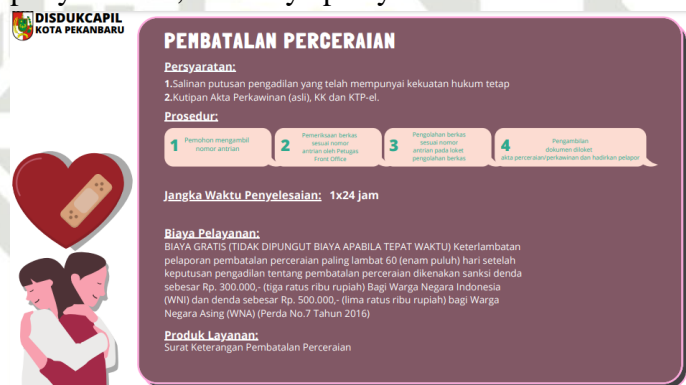 DISDUKCAPIL
KOTA PEKANBARU
PEMBATALAN PERCERAIAN
Persyaratan:
1.Salinan putusan pengadilan yang telah mempunyai kekuatan hukum tetap
2.Kutipan Akta Perkawinan (asli), KK dan KTP-el.
Prosedur:
1 Pemohon mengambil
nomor antrian
2 Pemeriksaan berkas
sesuai nomor
antrian oleh Petugas
Front Office
3 Pengolahan berkas
sesuai nomor
antrian pada loket
pengolahan berkas
4 Pengambilan
dokumen diloket
akta perceraian/perkawinan dan hadirkan pelapor
Jangka Waktu Penyelesaian: 1x24 jam
Biaya Pelayanan:
BIAYA GRATIS (TIDAK DIPUNGUT BIAYA APABILA TEPAT WAKTU) Keterlambatan
pelaporan pembatalan perceraian paling lambat 60 (enam puluh) hari setelah
keputusan pengadilan tentang pembatalan perceraian dikenakan sanksi denda
sebesar Rp. 300.000,- (tiga ratus ribu rupiah) Bagi Warga Negara Indonesia
(WNI) dan denda sebesar Rp. 500.000,- (lima ratus ribu rupiah) bagi Warga
Negara Asing (WNA) (Perda No.7 Tahun 2016)
Produk Layanan:
Surat Keterangan Pembatalan Perceraian